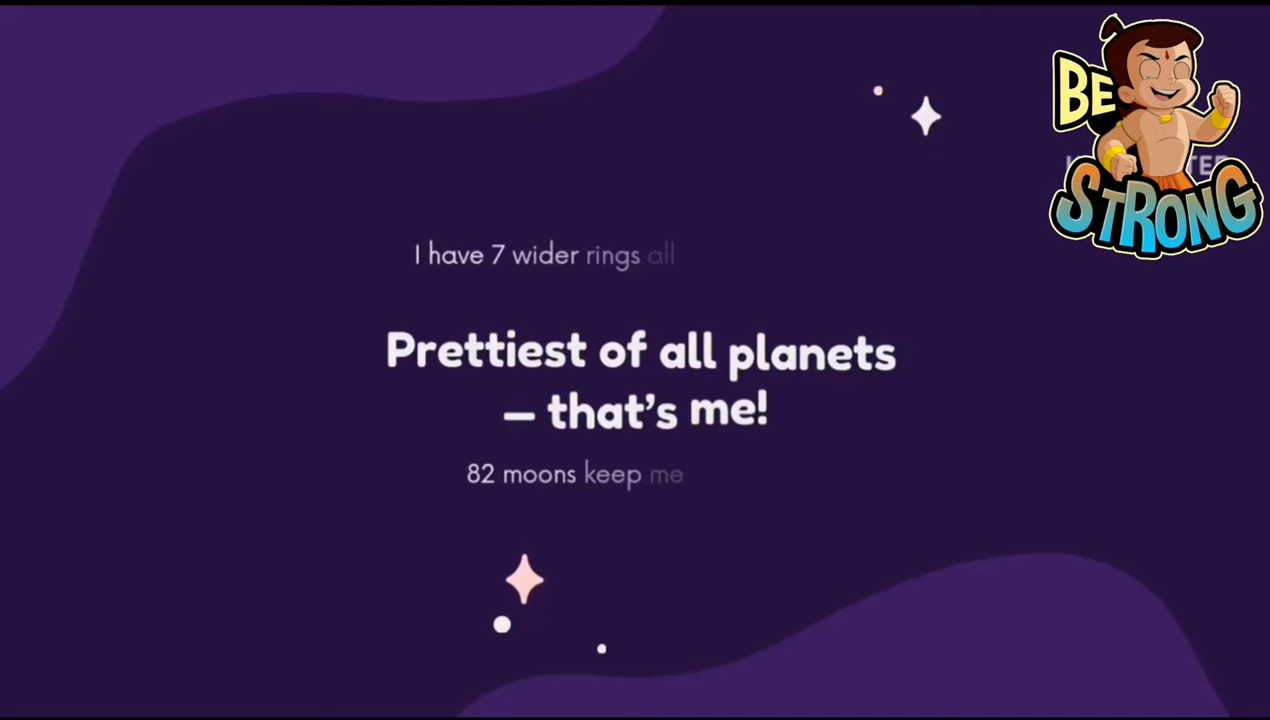 BE
STRONG
I have 7 wider rings all
Prettiest of all planets
– that's me!
82 moons keep me